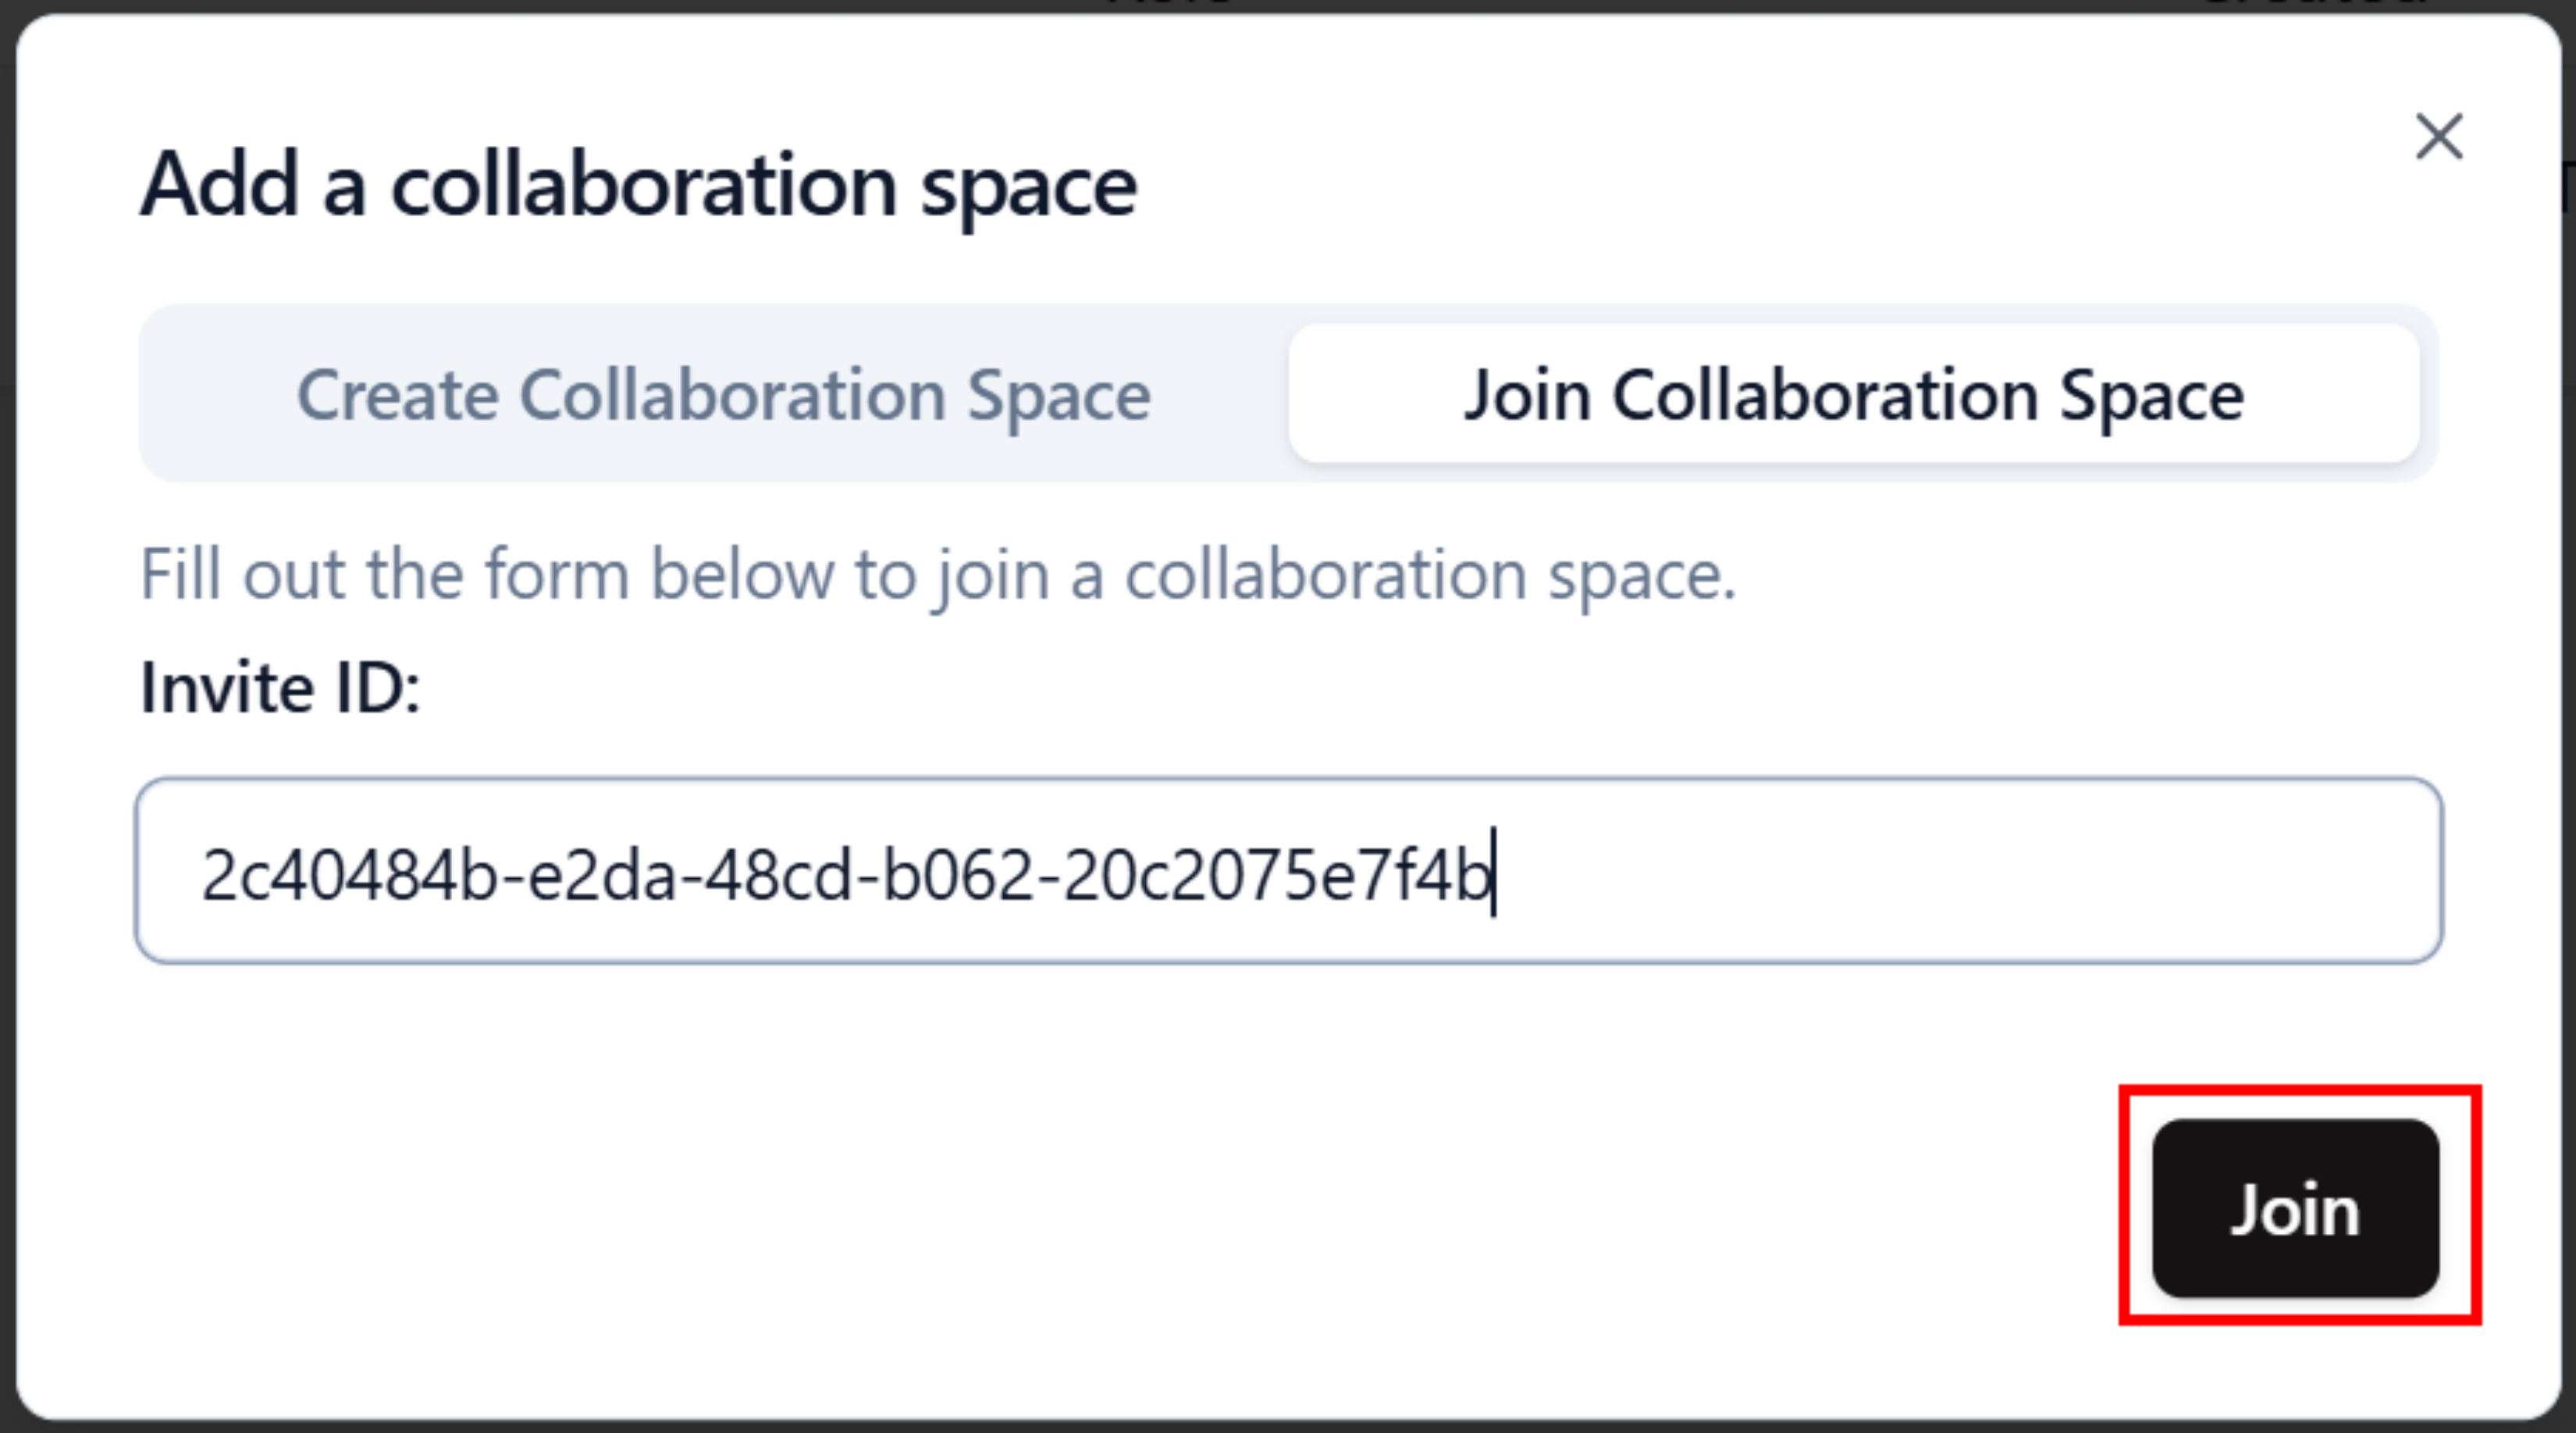 Add a collaboration space
Create Collaboration Space
Join Collaboration Space
Fill out the form below to join a collaboration space.
Invite ID:
2c40484b-e2da-48cd-b062-20c2075e7f4b
Join